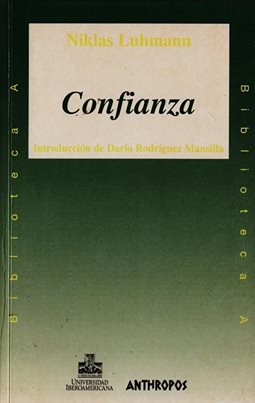 Niklas Luhmann
Confianza
Introducción de Darío Rodríguez Mansilla
Biblioteca A
Biblioteca A
UNIVERSIDAD
IBEROAMERICANA
ANTHROPOS